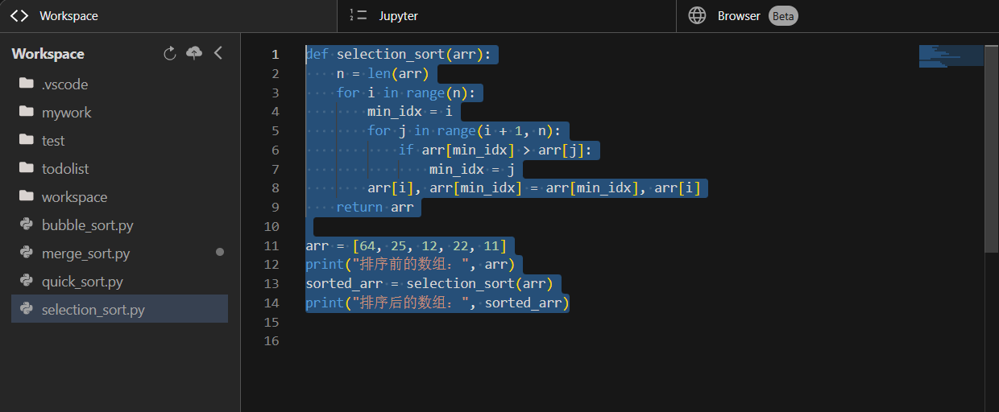 Workspace
Jupyter
Browser Beta
Workspace
.vscode
mywork
test
todolist
workspace
bubble_sort.py
merge_sort.py
quick_sort.py
selection_sort.py
1 def selection_sort(arr):
2     n = len(arr)
3     for i in range(n):
4         min_idx = i
5         for j in range(i + 1, n):
6             if arr[min_idx] > arr[j]:
7                 min_idx = j
8         arr[i], arr[min_idx] = arr[min_idx], arr[i]
9     return arr
10
11 arr = [64, 25, 12, 22, 11]
12 print("排序前的数组：", arr)
13 sorted_arr = selection_sort(arr)
14 print("排序后的数组：", sorted_arr)
15
16